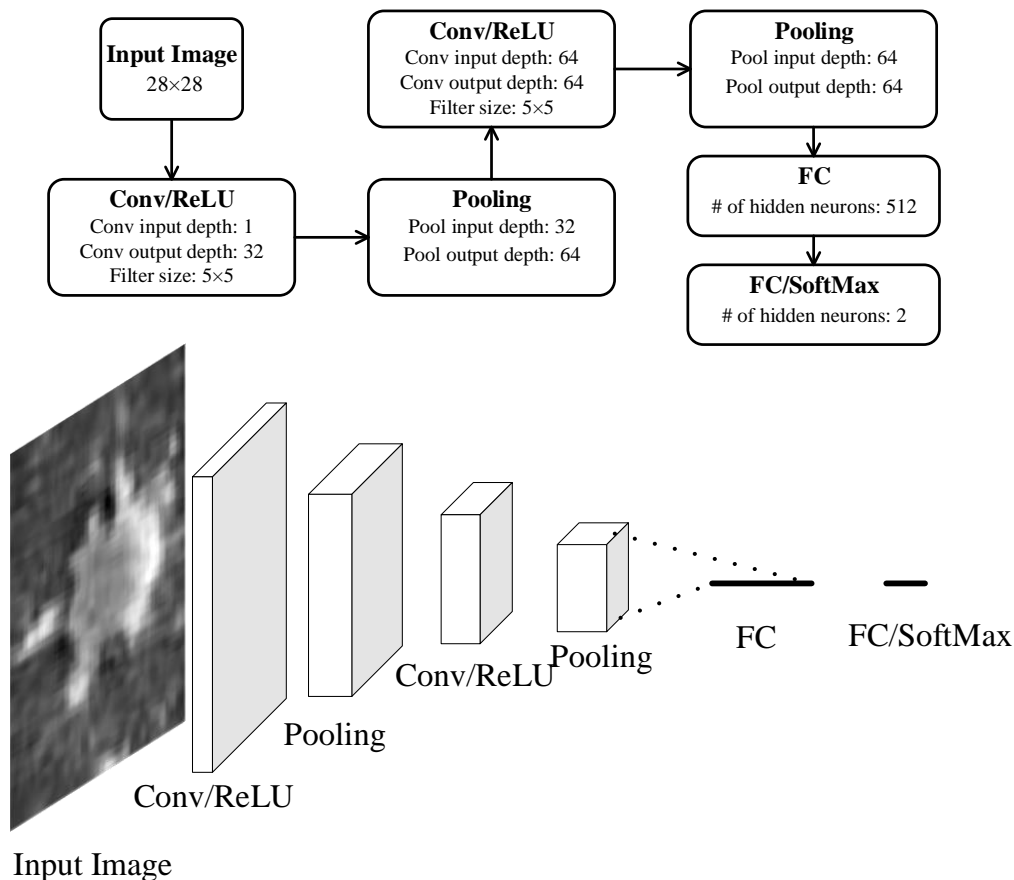 Input Image
28×28
Conv/ReLU
Conv input depth: 1
Conv output depth: 32
Filter size: 5×5
Pooling
Pool input depth: 32
Pool output depth: 64
Conv/ReLU
Conv input depth: 64
Conv output depth: 64
Filter size: 5×5
Pooling
Pool input depth: 64
Pool output depth: 64
FC
# of hidden neurons: 512
FC/SoftMax
# of hidden neurons: 2
Input Image
Conv/ReLU
Pooling
Conv/ReLU
Pooling
FC
FC/SoftMax